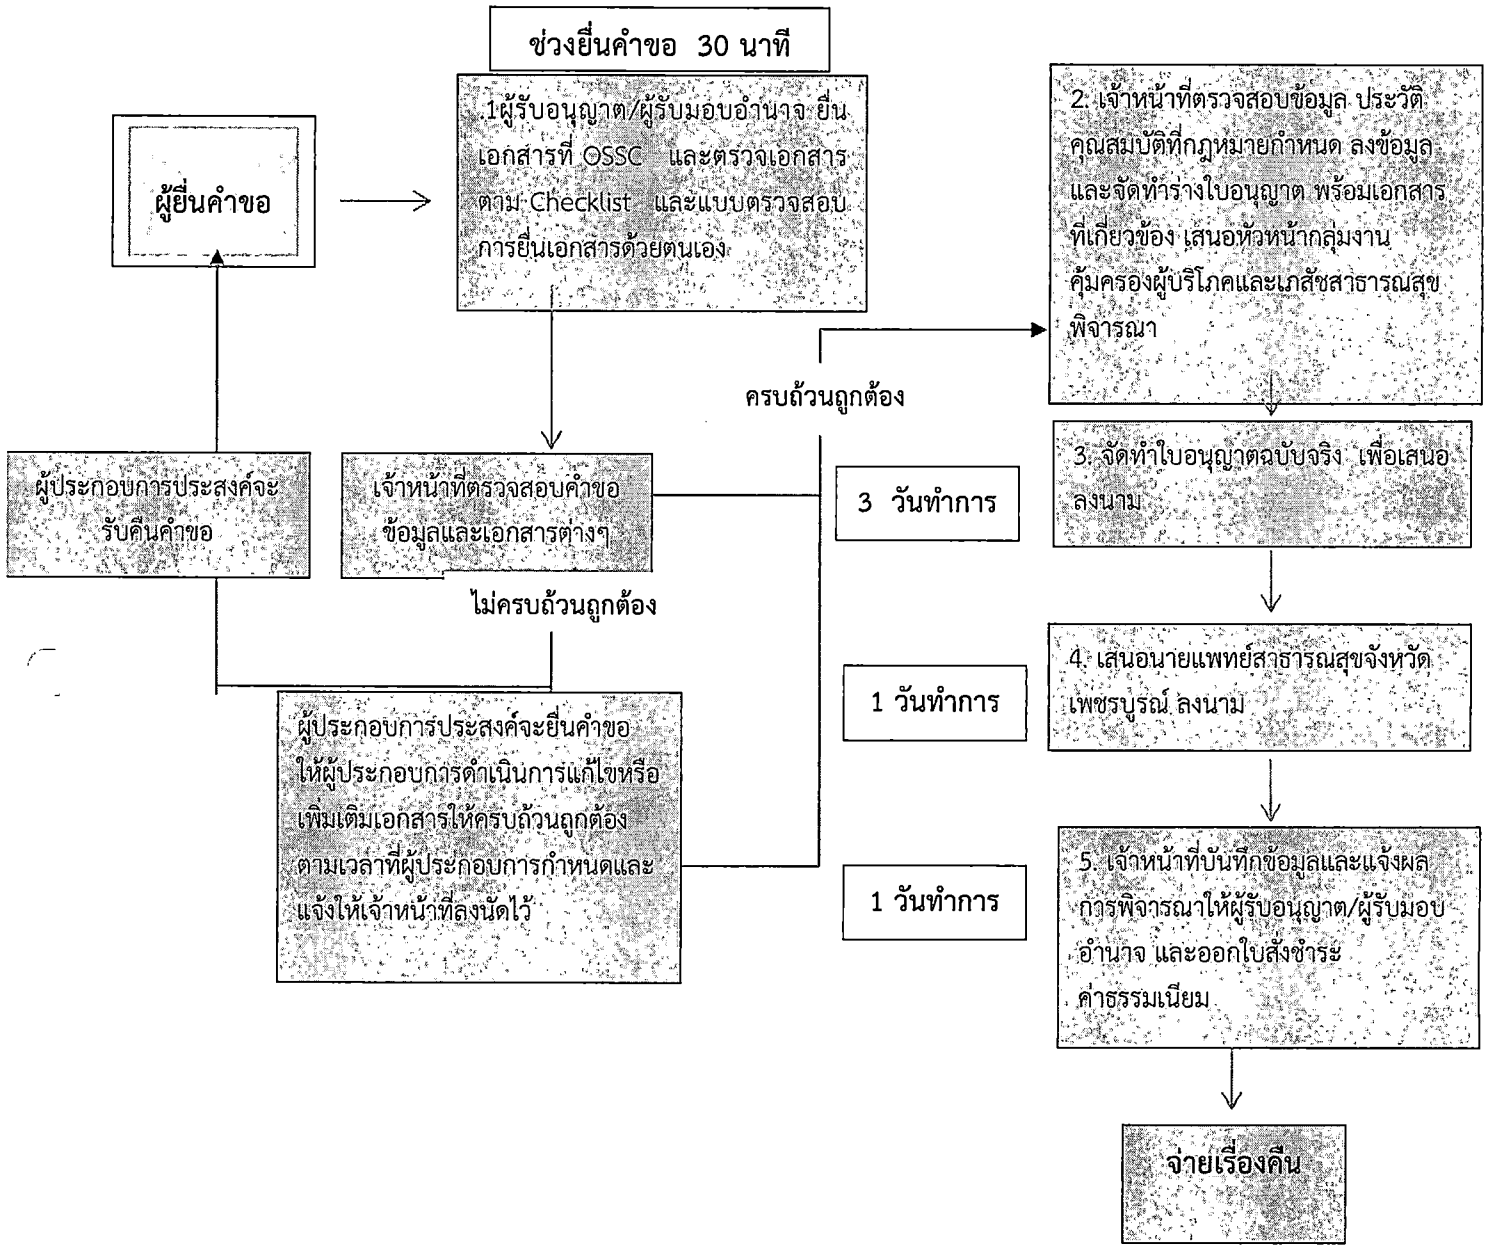 ช่วงยื่นคำขอ 30 นาที
ผู้ยื่นคำขอ
.1ผู้รับอนุญาต/ผู้รับมอบอำนาจ ยื่น
เอกสารที่ OSSC และตรวจเอกสาร
ตาม Checklist และแบบตรวจสอบ
การยื่นเอกสารด้วยตนเอง
ผู้ประกอบการประสงค์จะ
รับคืนคำขอ
เจ้าหน้าที่ตรวจสอบคำขอ
ข้อมูลและเอกสารต่างๆ
ไม่ครบถ้วนถูกต้อง
ผู้ประกอบการประสงค์จะยื่นคำขอ
ให้ผู้ประกอบการดำเนินการแก้ไขหรือ
เพิ่มเติมเอกสารให้ครบถ้วนถูกต้อง
ตามเวลาที่ผู้ประกอบการกำหนดและ
แจ้งให้เจ้าหน้าที่ลงนัดไว้
ครบถ้วนถูกต้อง
2. เจ้าหน้าที่ตรวจสอบข้อมูล ประวัติ
คุณสมบัติที่กฎหมายกำหนด ลงข้อมูล
และจัดทำร่างใบอนุญาต พร้อมเอกสาร
ที่เกี่ยวข้อง เสนอหัวหน้ากลุ่มงาน
คุ้มครองผู้บริโภคและเภสัชสาธารณสุข
พิจารณา
3 วันทำการ
3. จัดทำใบอนุญาตฉบับจริง เพื่อเสนอ
ลงนาม
1 วันทำการ
4. เสนอนายแพทย์สาธารณสุขจังหวัด
เพชรบูรณ์ ลงนาม
1 วันทำการ
5. เจ้าหน้าที่บันทึกข้อมูลและแจ้งผล
การพิจารณาให้ผู้รับอนุญาต/ผู้รับมอบ
อำนาจ และออกใบสั่งชำระ
ค่าธรรมเนียม
จ่ายเรื่องคืน